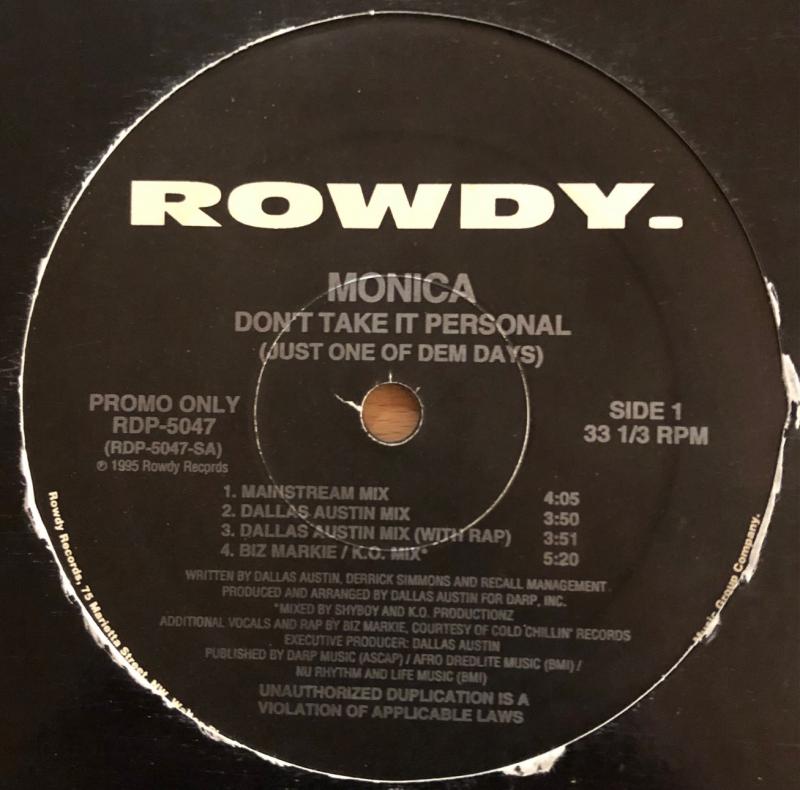 ROWDY.
MONICA
DON'T TAKE IT PERSONAL
(JUST ONE OF DEM DAYS)
PROMO ONLY
RDP-5047
(RDP-5047-SA)
℗ 1995 Rowdy Records
SIDE 1
33 1/3 RPM
1. MAINSTREAM MIX 4:05
2. DALLAS AUSTIN MIX 3:50
3. DALLAS AUSTIN MIX (WITH RAP) 3:51
4. BIZ MARKIE / K.O. MIX* 5:20
WRITTEN BY DALLAS AUSTIN, DERRICK SIMMONS AND RECALL MANAGEMENT
PRODUCED AND ARRANGED BY DALLAS AUSTIN FOR DARP, INC.
*MIXED BY SHYBOY AND K.O. PRODUCTIONZ
ADDITIONAL VOCALS AND RAP BY BIZ MARKIE, COURTESY OF COLD CHILLIN' RECORDS
EXECUTIVE PRODUCER: DALLAS AUSTIN
PUBLISHED BY DARP MUSIC (ASCAP) / AFRO DREDLITE MUSIC (BMI) /
NU RHYTHM AND LIFE MUSIC (BMI)
UNAUTHORIZED DUPLICATION IS A
VIOLATION OF APPLICABLE LAWS
Rowdy Records, 75 Marietta Street, NW,
Music Group Company.